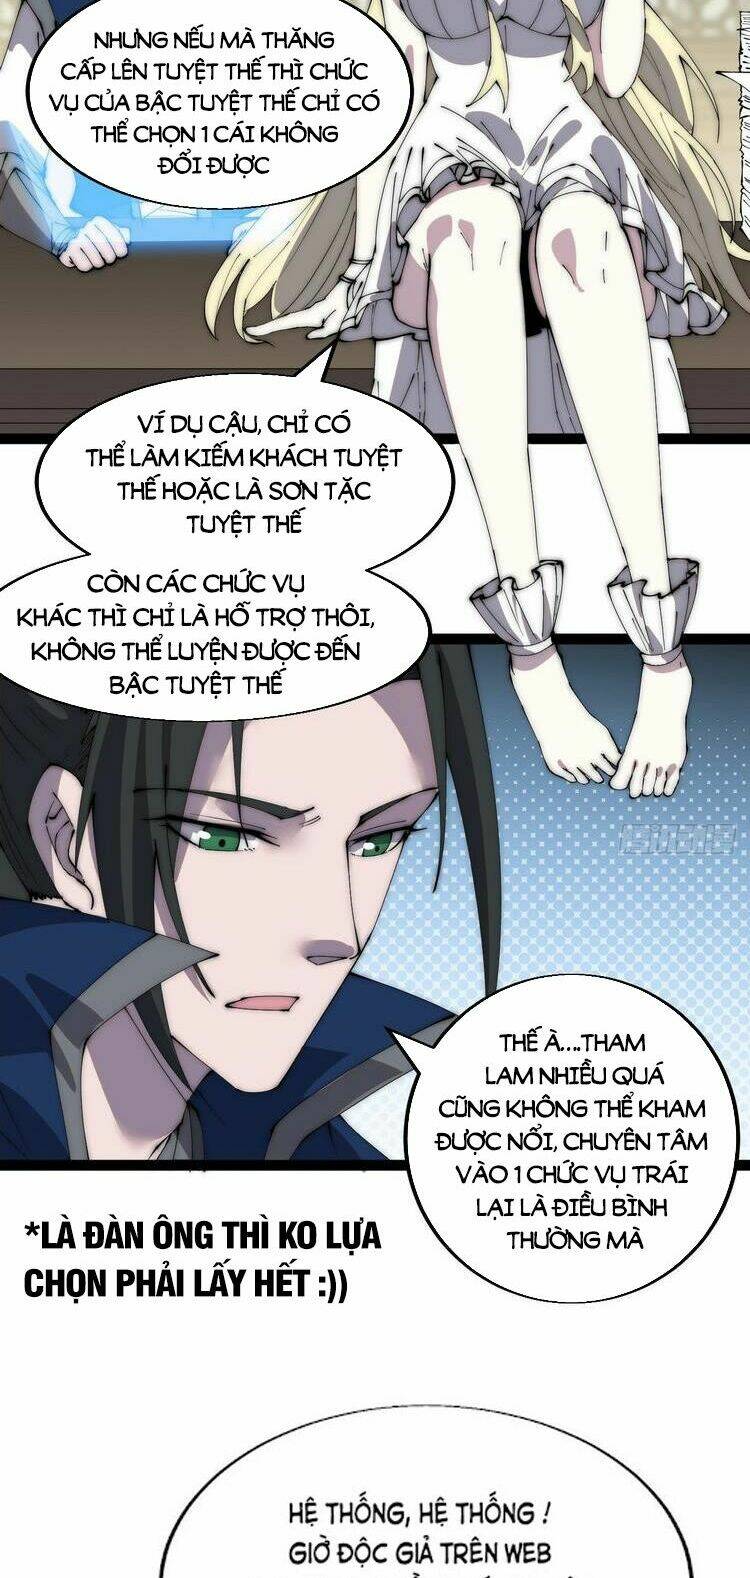 NHƯNG NẾU MÀ THĂNG
CẤP LÊN TUYỆT THẾ THÌ CHỨC
VỤ CỦA BẬC TUYỆT THẾ CHỈ CÓ
THỂ CHỌN 1 CÁI KHÔNG
ĐỔI ĐƯỢC
VÍ DỤ CẬU, CHỈ CÓ
THỂ LÀM KIẾM KHÁCH TUYỆT
THẾ HOẶC LÀ SƠN TẶC
TUYỆT THẾ
CÒN CÁC CHỨC VỤ
KHÁC THÌ CHỈ LÀ HỖ TRỢ THÔI,
KHÔNG THỂ LUYỆN ĐƯỢC ĐẾN
BẬC TUYỆT THẾ
THẾ À....THAM
LAM NHIỀU QUÁ
CŨNG KHÔNG THỂ KHAM
ĐƯỢC NỔI, CHUYÊN TÂM
VÀO 1 CHỨC VỤ TRÁI
LẠI LÀ ĐIỀU BÌNH
THƯỜNG MÀ
*LÀ ĐÀN ÔNG THÌ KO LỰA
CHỌN PHẢI LẤY HẾT :))
HỆ THỐNG, HỆ THỐNG !
GIỜ ĐỘC GIẢ TRÊN WEB